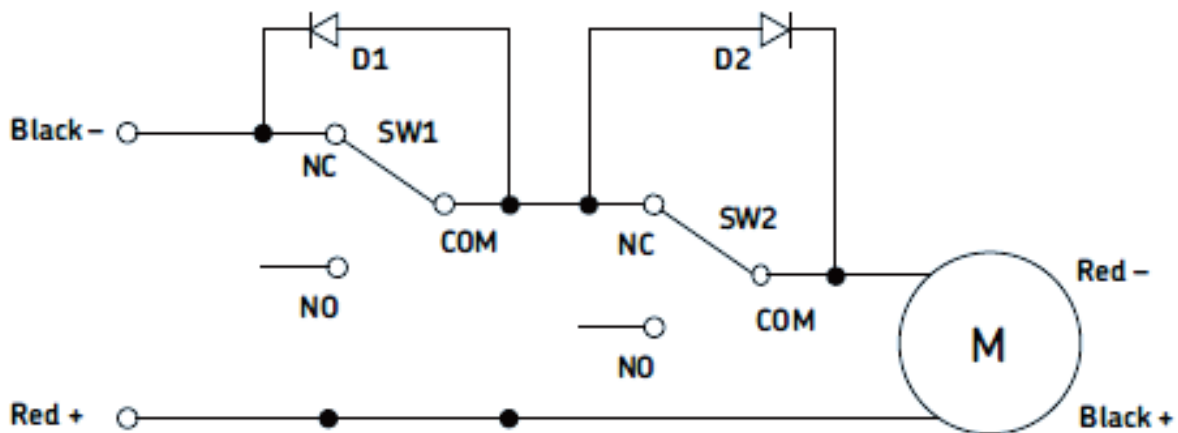 D1
D2
Black –
SW1
NC
COM
NO
SW2
NC
COM
NO
Red –
M
Red +
Black +